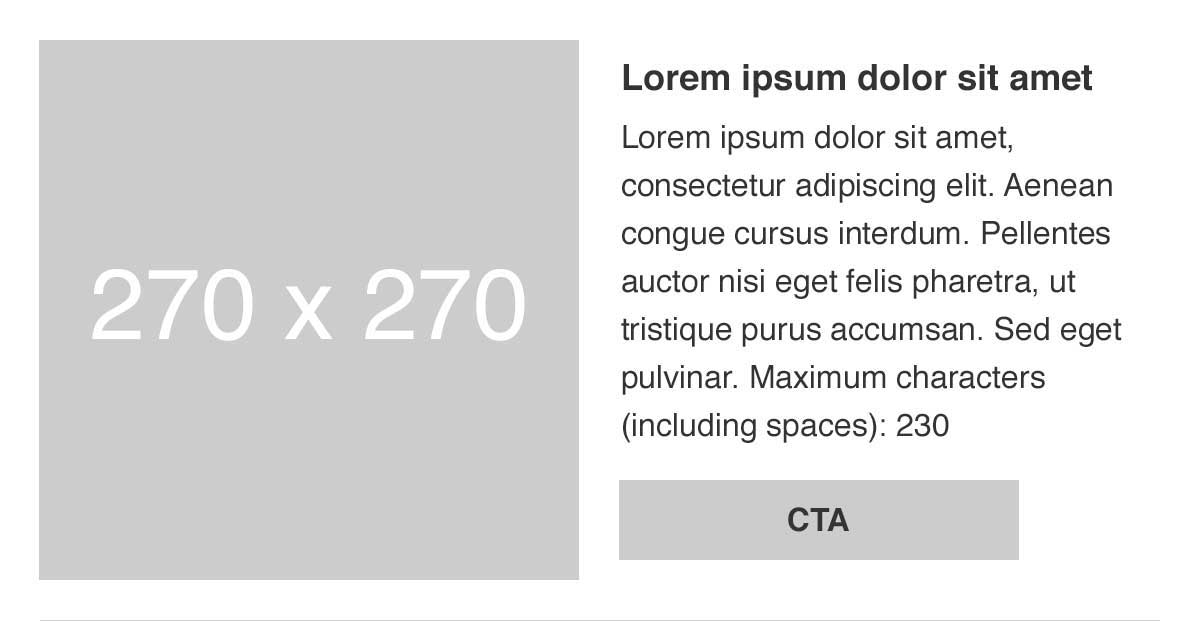 270 x 270
Lorem ipsum dolor sit amet
Lorem ipsum dolor sit amet,
consectetur adipiscing elit. Aenean
congue cursus interdum. Pellentes
auctor nisi eget felis pharetra, ut
tristique purus accumsan. Sed eget
pulvinar. Maximum characters
(including spaces): 230
CTA